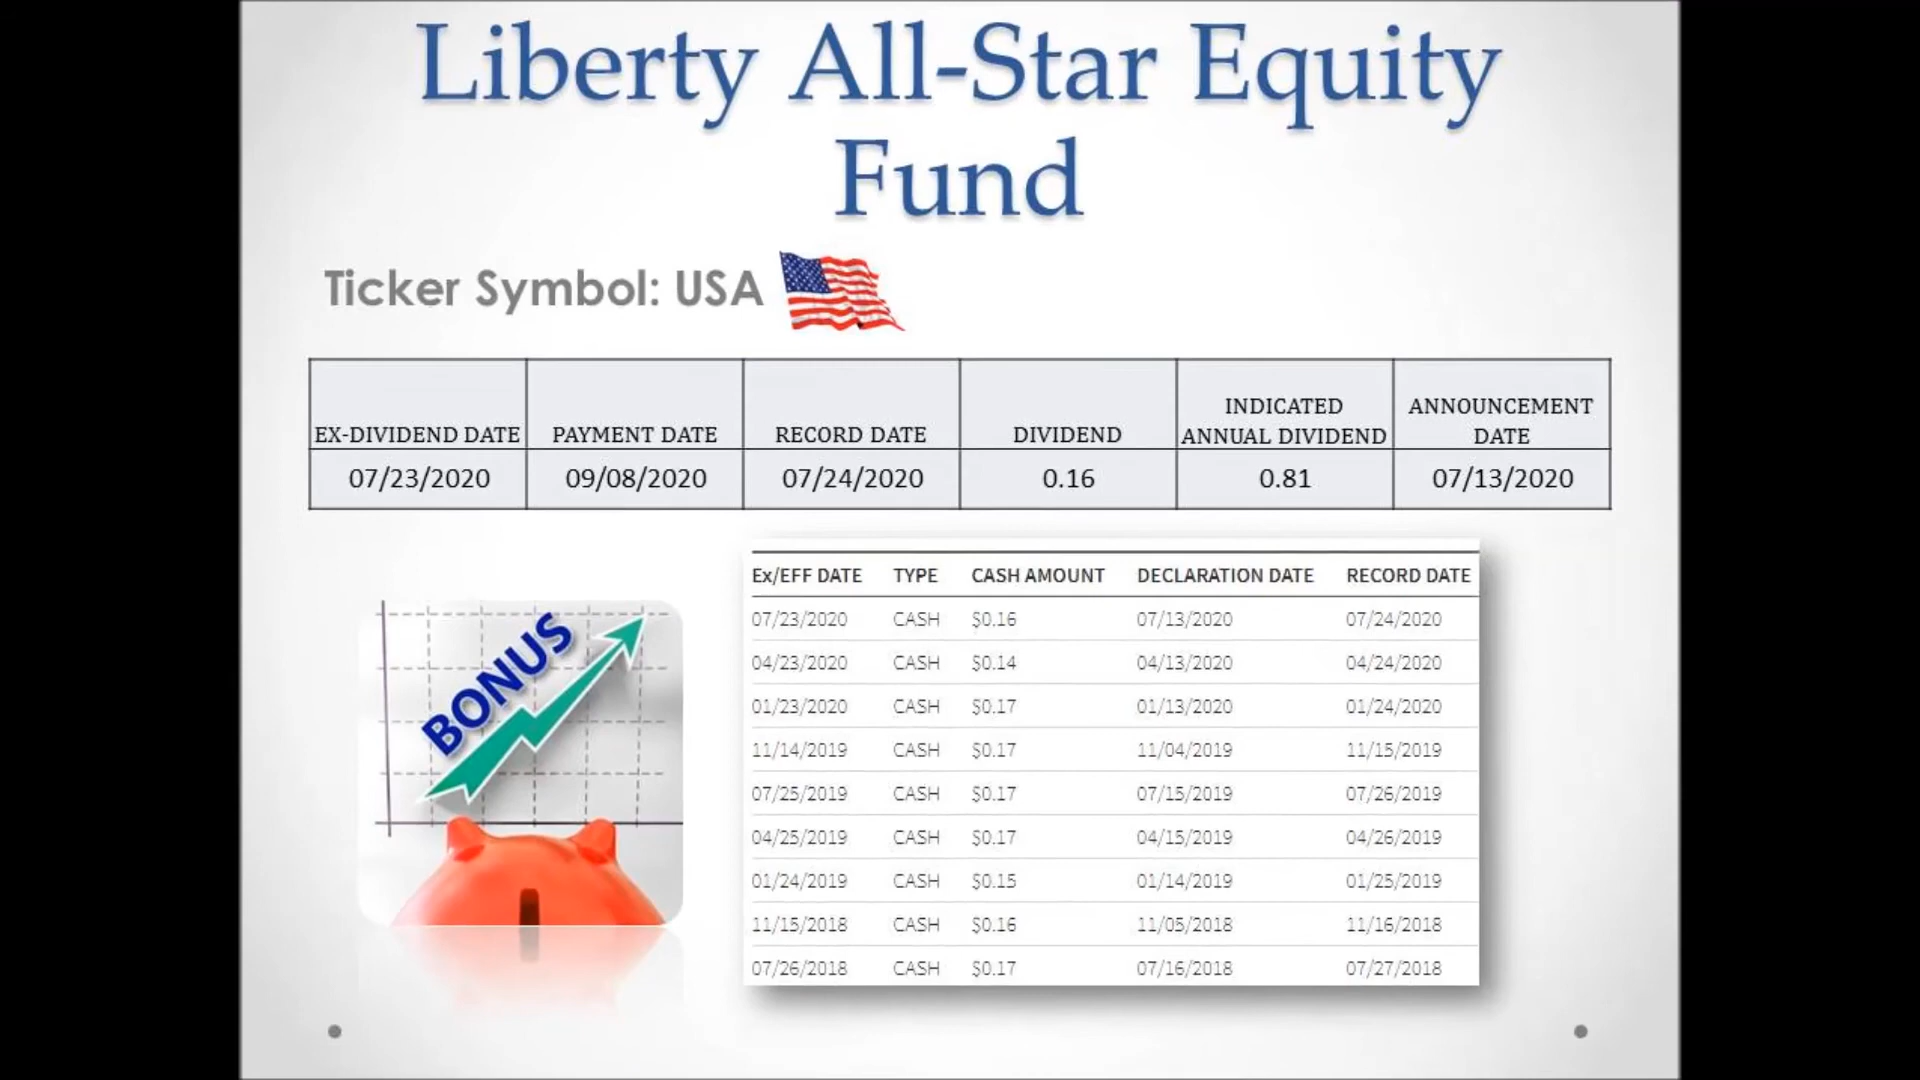 Liberty All-Star Equity
Fund
Ticker Symbol: USA
EX-DIVIDEND DATE PAYMENT DATE RECORD DATE DIVIDEND INDICATED ANNUAL DIVIDEND ANNOUNCEMENT DATE
07/23/2020 09/08/2020 07/24/2020 0.16 0.81 07/13/2020
BONUS
Ex/EFF DATE TYPE CASH AMOUNT DECLARATION DATE RECORD DATE
07/23/2020 CASH $0.16 07/13/2020 07/24/2020
04/23/2020 CASH $0.14 04/13/2020 04/24/2020
01/23/2020 CASH $0.17 01/13/2020 01/24/2020
11/14/2019 CASH $0.17 11/04/2019 11/15/2019
07/25/2019 CASH $0.17 07/15/2019 07/26/2019
04/25/2019 CASH $0.17 04/15/2019 04/26/2019
01/24/2019 CASH $0.15 01/14/2019 01/25/2019
11/15/2018 CASH $0.16 11/05/2018 11/16/2018
07/26/2018 CASH $0.17 07/16/2018 07/27/2018